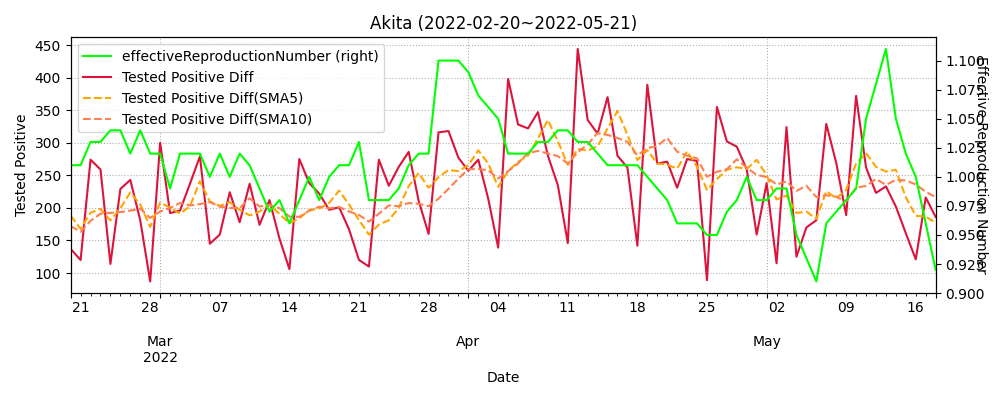 Akita (2022-02-20~2022-05-21)
effectiveReproductionNumber (right)
Tested Positive Diff
Tested Positive Diff(SMA5)
Tested Positive Diff(SMA10)
Tested Positive
450
400
350
300
250
200
150
100
1.100
1.075
1.050
1.025
1.000
0.975
0.950
0.925
0.900
Effective Reproduction Number
21 28 07 14 21 28 04 11 18 25 02 09 16
Mar Apr May
2022
Date